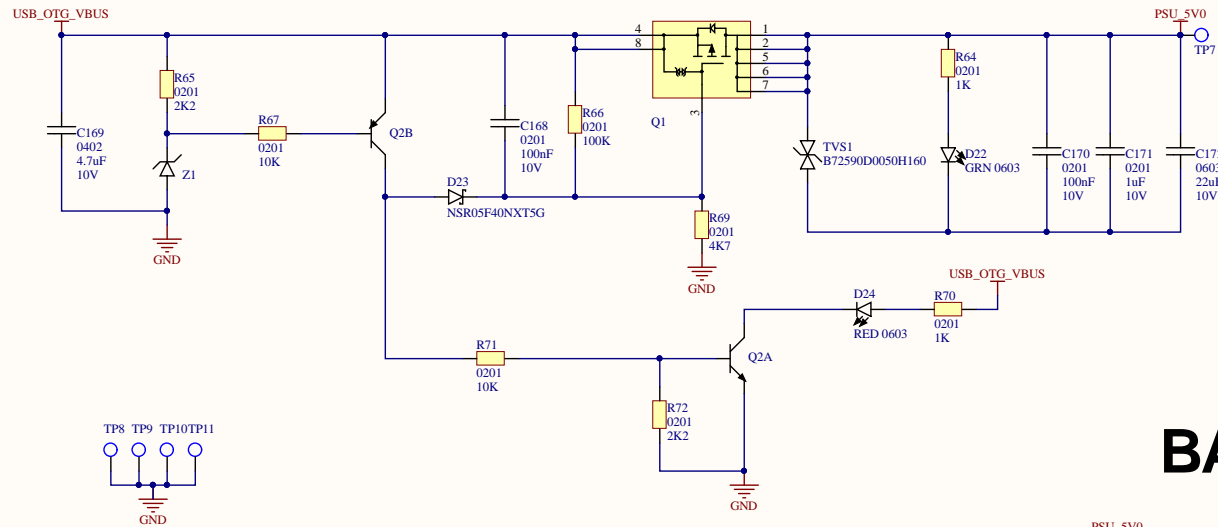 USB_OTG_VBUS
PSU_5V0
TP7
R65
0201
2K2
C169
0402
4.7uF
10V
Z1
GND
R67
0201
10K
Q2B
D23
NSR05F40NXT5G
C168
0201
100nF
10V
R66
0201
100K
4
8
1
2
5
6
7
3
Q1
R69
0201
4K7
GND
TVS1
B72590D0050H160
R64
0201
1K
D22
GRN 0603
C170
0201
100nF
10V
C171
0201
1uF
10V
C17
0603
22u
10V
USB_OTG_VBUS
D24
RED 0603
R70
0201
1K
R71
0201
10K
Q2A
R72
0201
2K2
GND
TP8 TP9 TP10 TP11
GND
BA
PSU_5V0